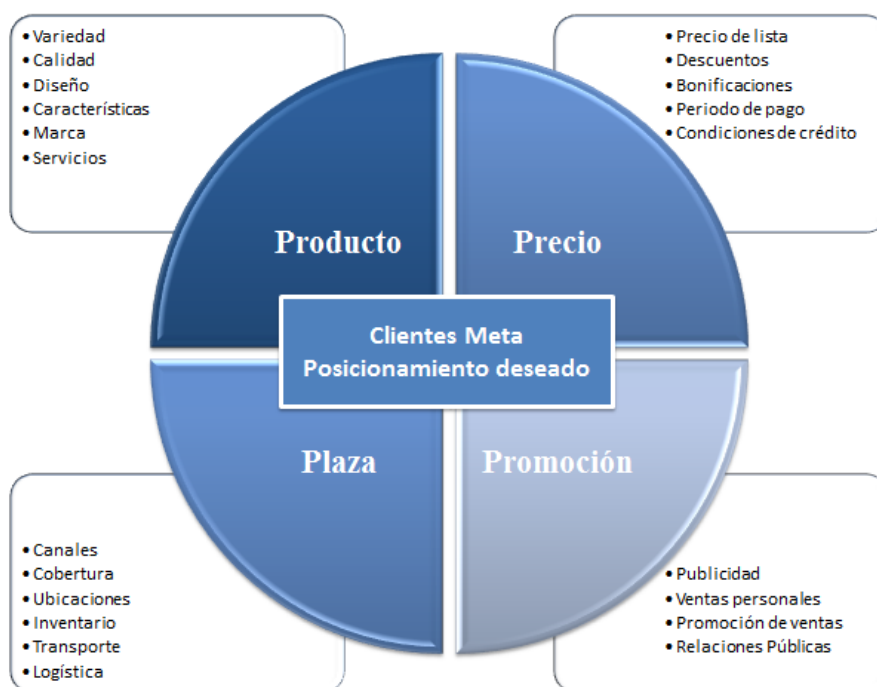 • Variedad
• Calidad
• Diseño
• Características
• Marca
• Servicios
• Precio de lista
• Descuentos
• Bonificaciones
• Periodo de pago
• Condiciones de crédito
Producto
Precio
Clientes Meta
Posicionamiento deseado
Plaza
Promoción
• Canales
• Cobertura
• Ubicaciones
• Inventario
• Transporte
• Logística
• Publicidad
• Ventas personales
• Promoción de ventas
• Relaciones Públicas